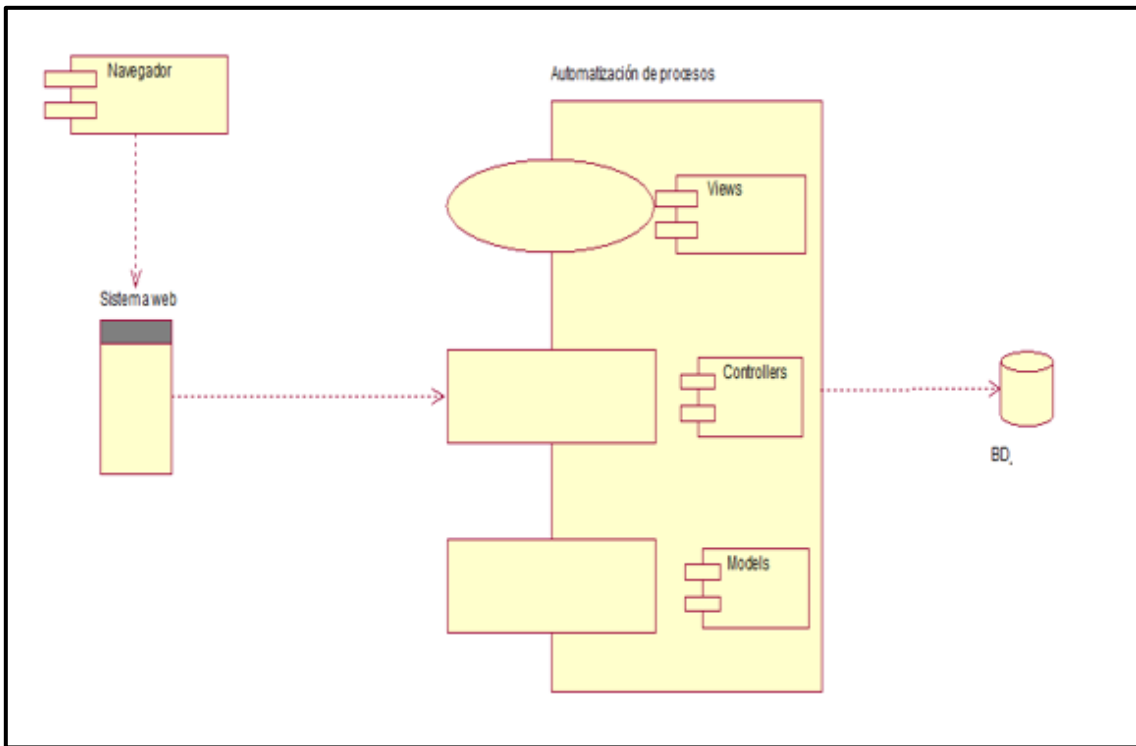 Navegador
Automatización de procesos
Views
Sistema web
Controllers
BD.
Models